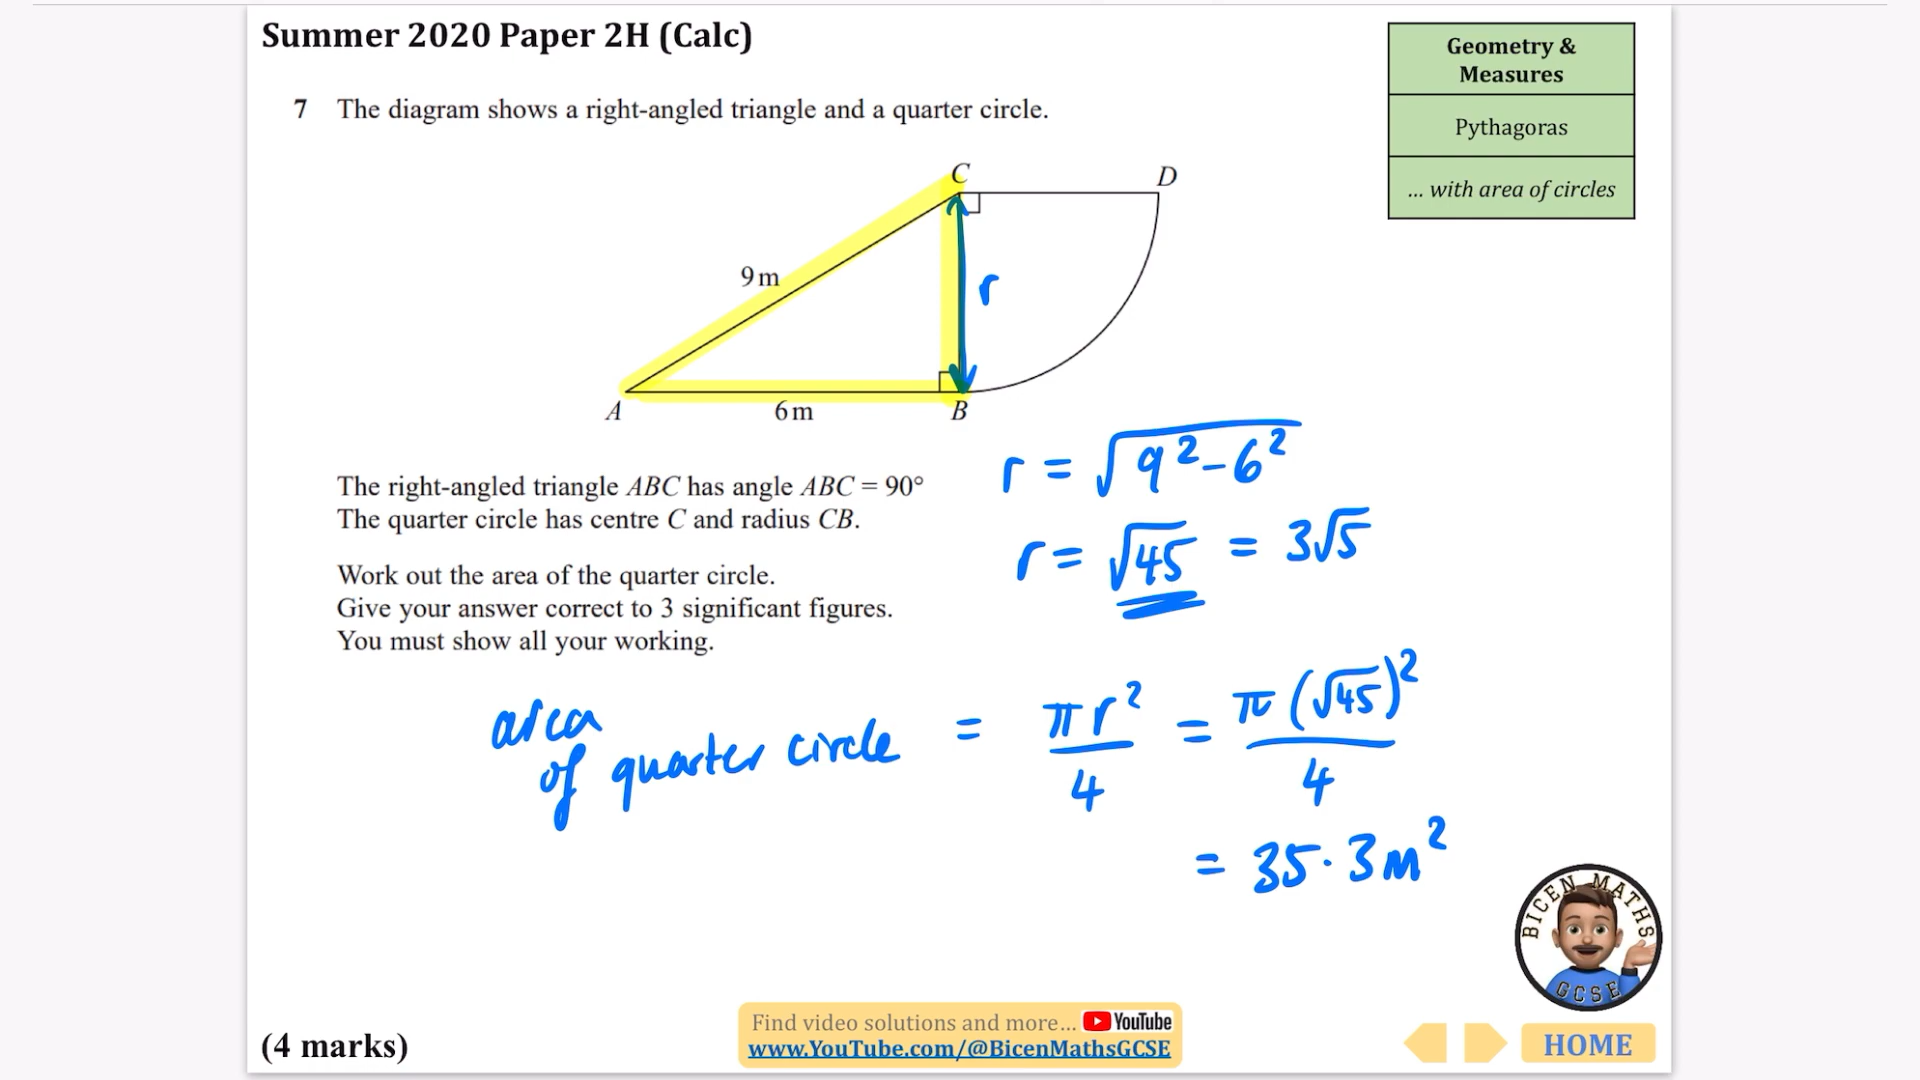 Summer 2020 Paper 2H (Calc)
Geometry &
Measures
Pythagoras
... with area of circles
7 The diagram shows a right-angled triangle and a quarter circle.
C
D
9 m
r
A
6 m
B
r = √(9² – 6²)
The right-angled triangle ABC has angle ABC = 90°
The quarter circle has centre C and radius CB.
r = √45 = 3√5
Work out the area of the quarter circle.
Give your answer correct to 3 significant figures.
You must show all your working.
area
of quarter circle = πr²/4 = π(√45)²/4
= 35·3m²
BICEN MATHS
GCSE
(4 marks)
Find video solutions and more... YouTube
www.YouTube.com/@BicenMathsGCSE
HOME